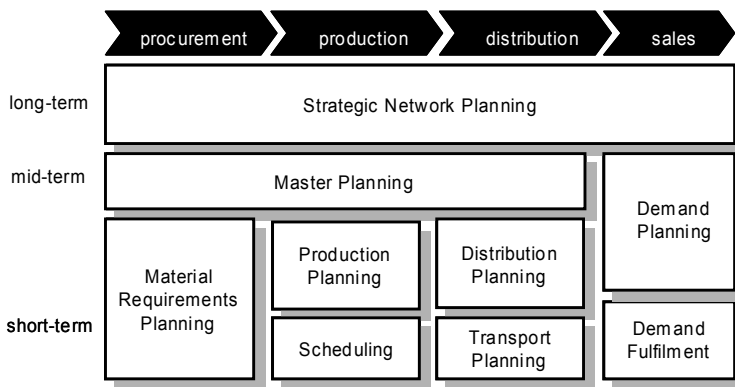 procurement
production
distribution
sales
long-term
Strategic Network Planning
mid-term
Master Planning
Demand
Planning
short-term
Material
Requirements
Planning
Production
Planning
Distribution
Planning
Scheduling
Transport
Planning
Demand
Fulfilment